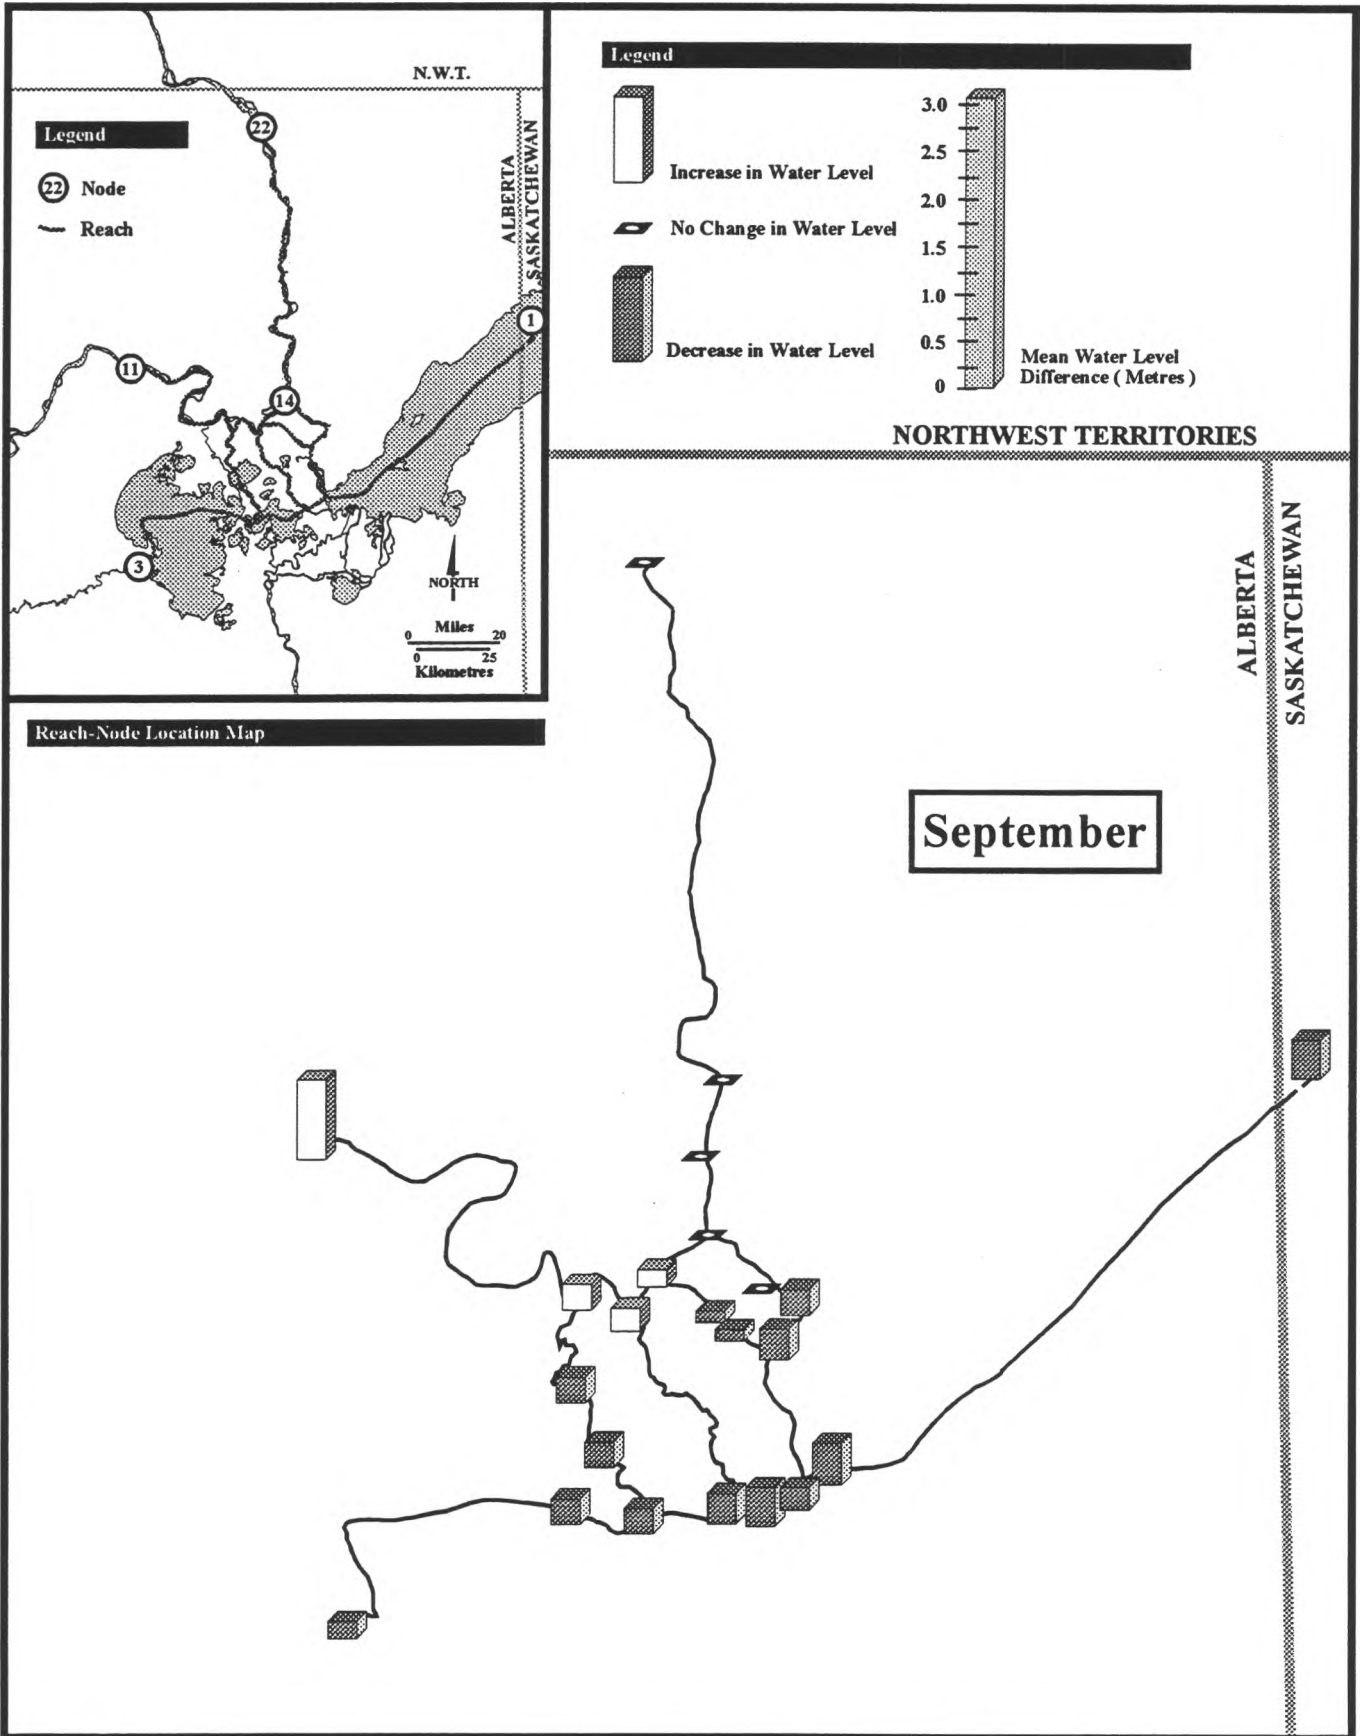 N.W.T.
Legend
22
22 Node
Reach
ALBERTA
SASKATCHEWAN
1
11
14
3
NORTH
Miles
0 20
0 25
Kilometres
Reach-Node Location Map
Legend
Increase in Water Level
No Change in Water Level
Decrease in Water Level
3.0
2.5
2.0
1.5
1.0
0.5
0
Mean Water Level
Difference ( Metres )
NORTHWEST TERRITORIES
ALBERTA
SASKATCHEWAN
September